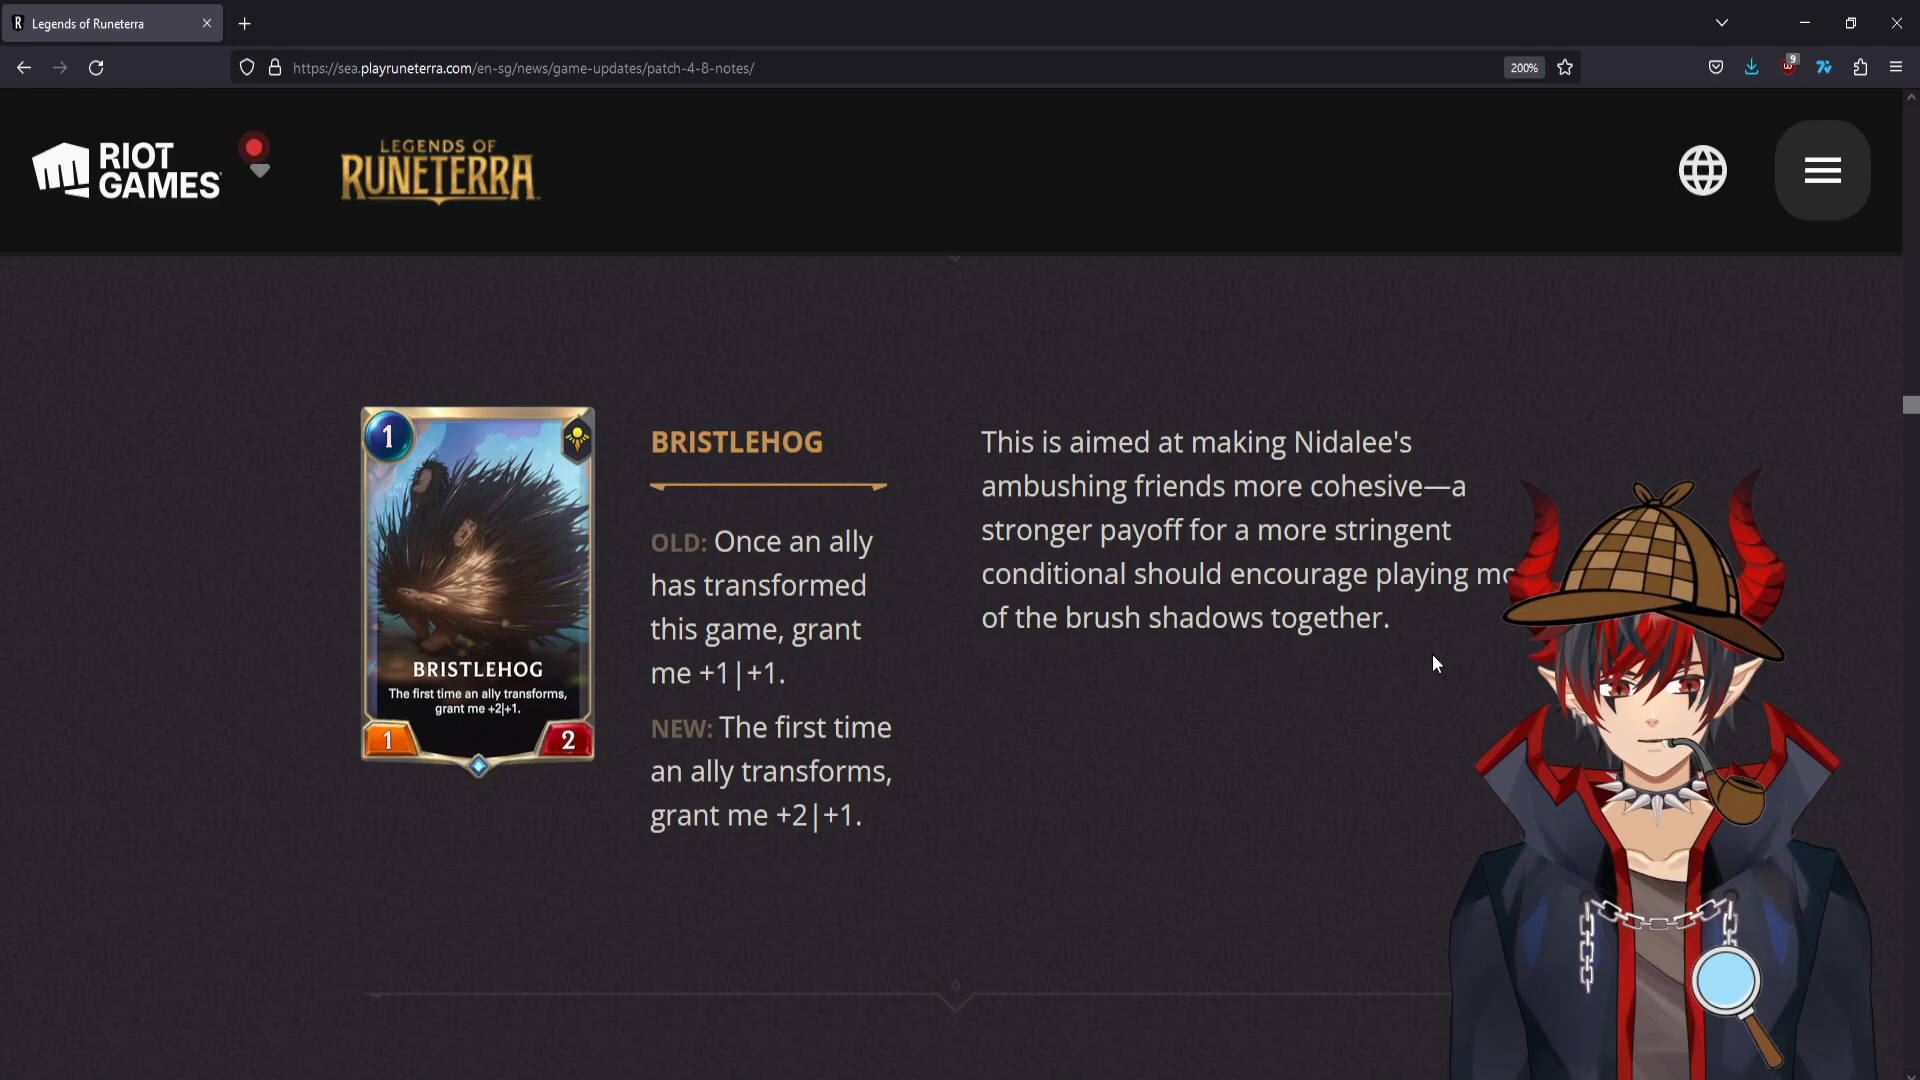 Legends of Runeterra
https://sea.playruneterra.com/en-sg/news/game-updates/patch-4-8-notes/
200%
9
RIOT
GAMES
LEGENDS OF
RUNETERRA
1
BRISTLEHOG
The first time an ally transforms,
grant me +2|+1.
1
2
BRISTLEHOG
OLD: Once an ally
has transformed
this game, grant
me +1|+1.
NEW: The first time
an ally transforms,
grant me +2|+1.
This is aimed at making Nidalee's
ambushing friends more cohesive—a
stronger payoff for a more stringent
conditional should encourage playing
of the brush shadows together.